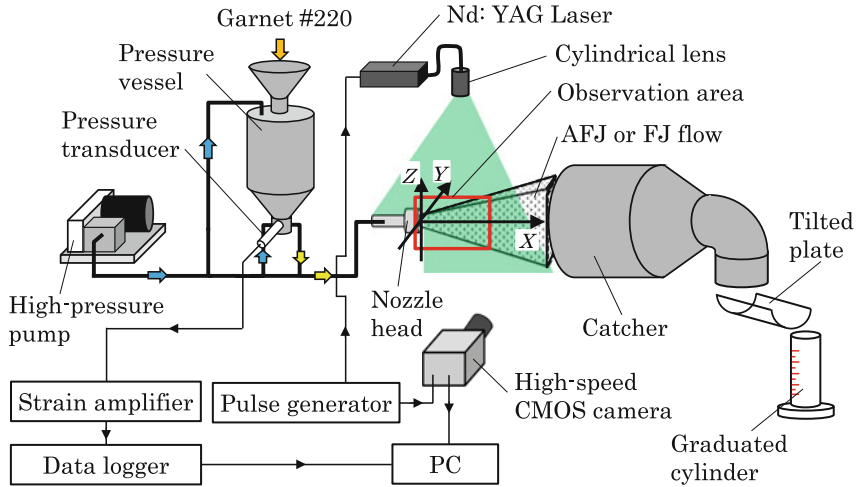 Garnet #220
Nd: YAG Laser
Pressure
vessel
Cylindrical lens
Observation area
Pressure
transducer
AFJ or FJ flow
Z
Y
X
Tilted
plate
High-pressure
pump
Nozzle
head
Catcher
High-speed
CMOS camera
Strain amplifier
Pulse generator
Graduated
cylinder
Data logger
PC